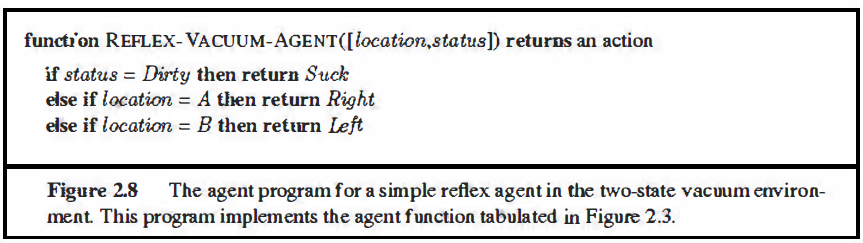 function REFLEX-VACUUM-AGENT([location,status]) returns an action
if status = Dirty then return Suck
else if location = A then return Right
else if location = B then return Left
Figure 2.8 The agent program for a simple reflex agent in the two-state vacuum environ-
ment. This program implements the agent function tabulated in Figure 2.3.